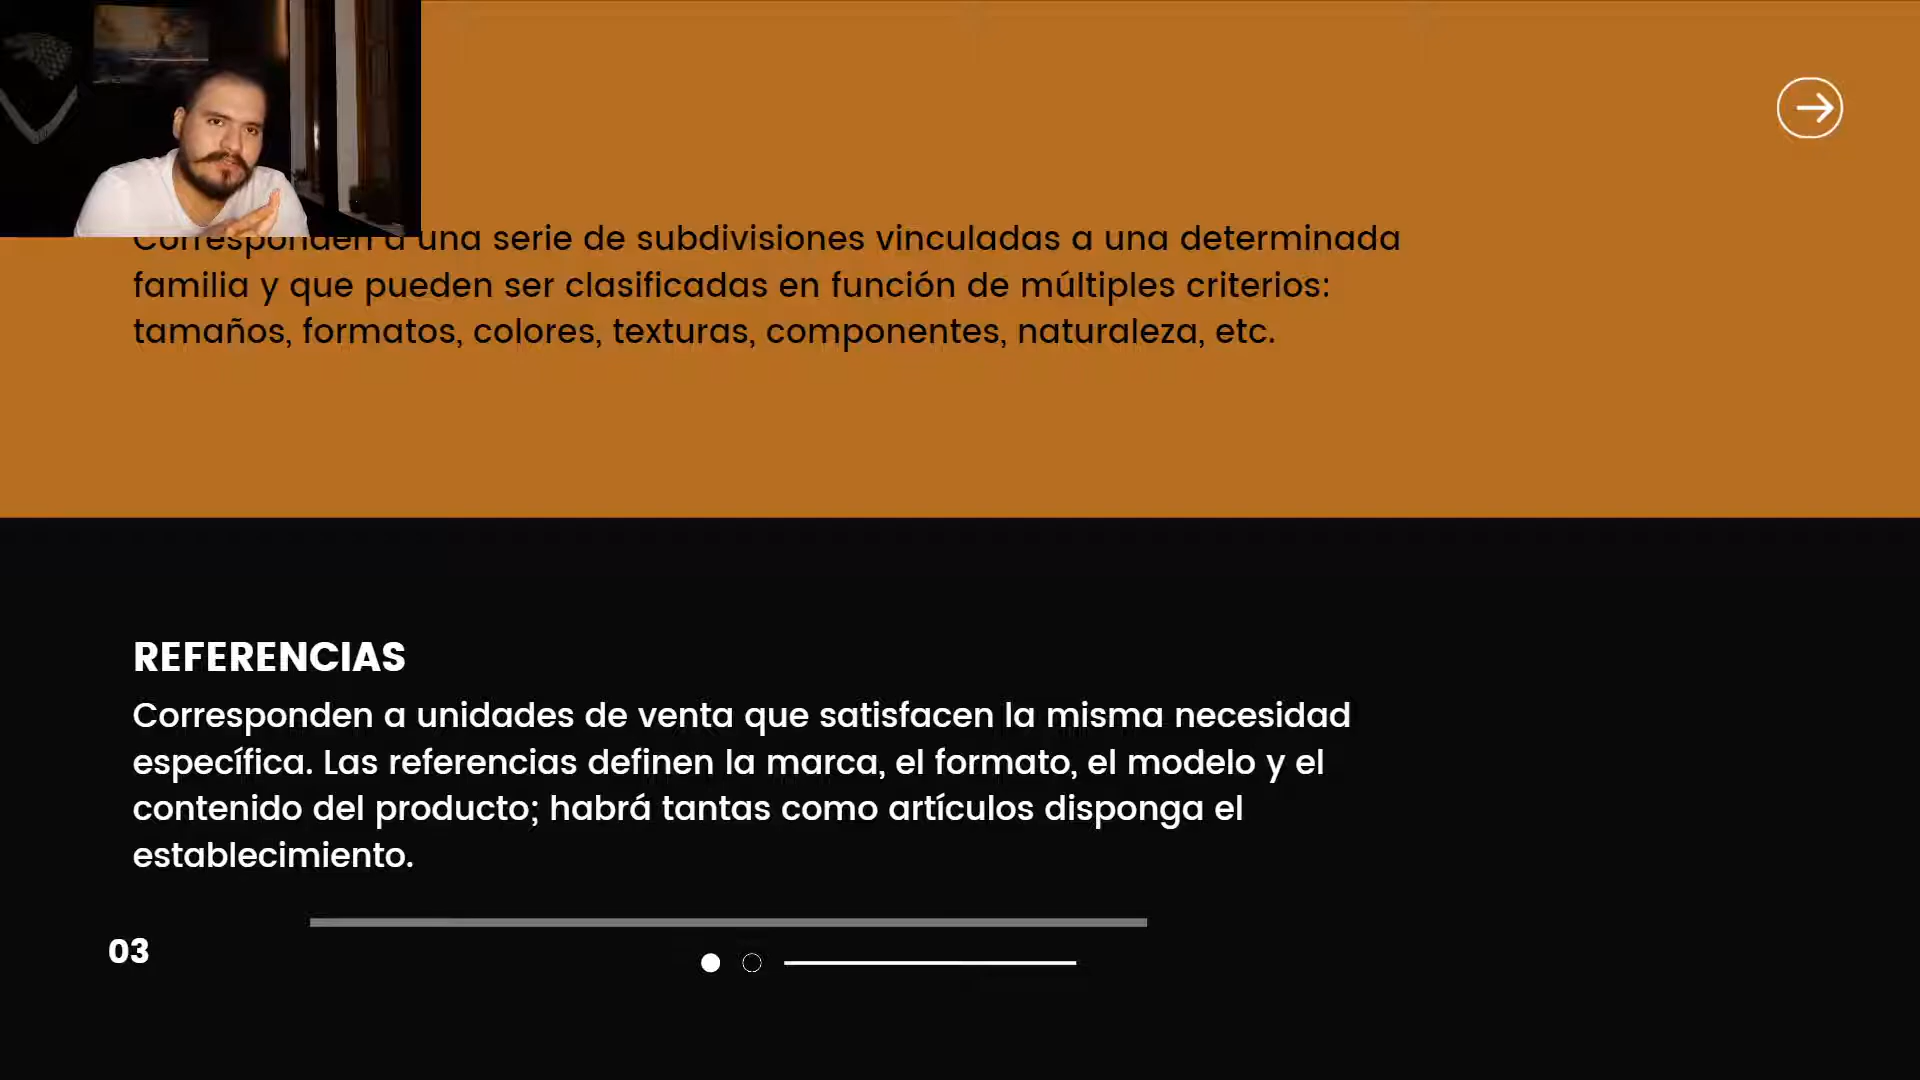 Corresponden a una serie de subdivisiones vinculadas a una determinada
familia y que pueden ser clasificadas en función de múltiples criterios:
tamaños, formatos, colores, texturas, componentes, naturaleza, etc.
REFERENCIAS
Corresponden a unidades de venta que satisfacen la misma necesidad
específica. Las referencias definen la marca, el formato, el modelo y el
contenido del producto; habrá tantas como artículos disponga el
establecimiento.
03